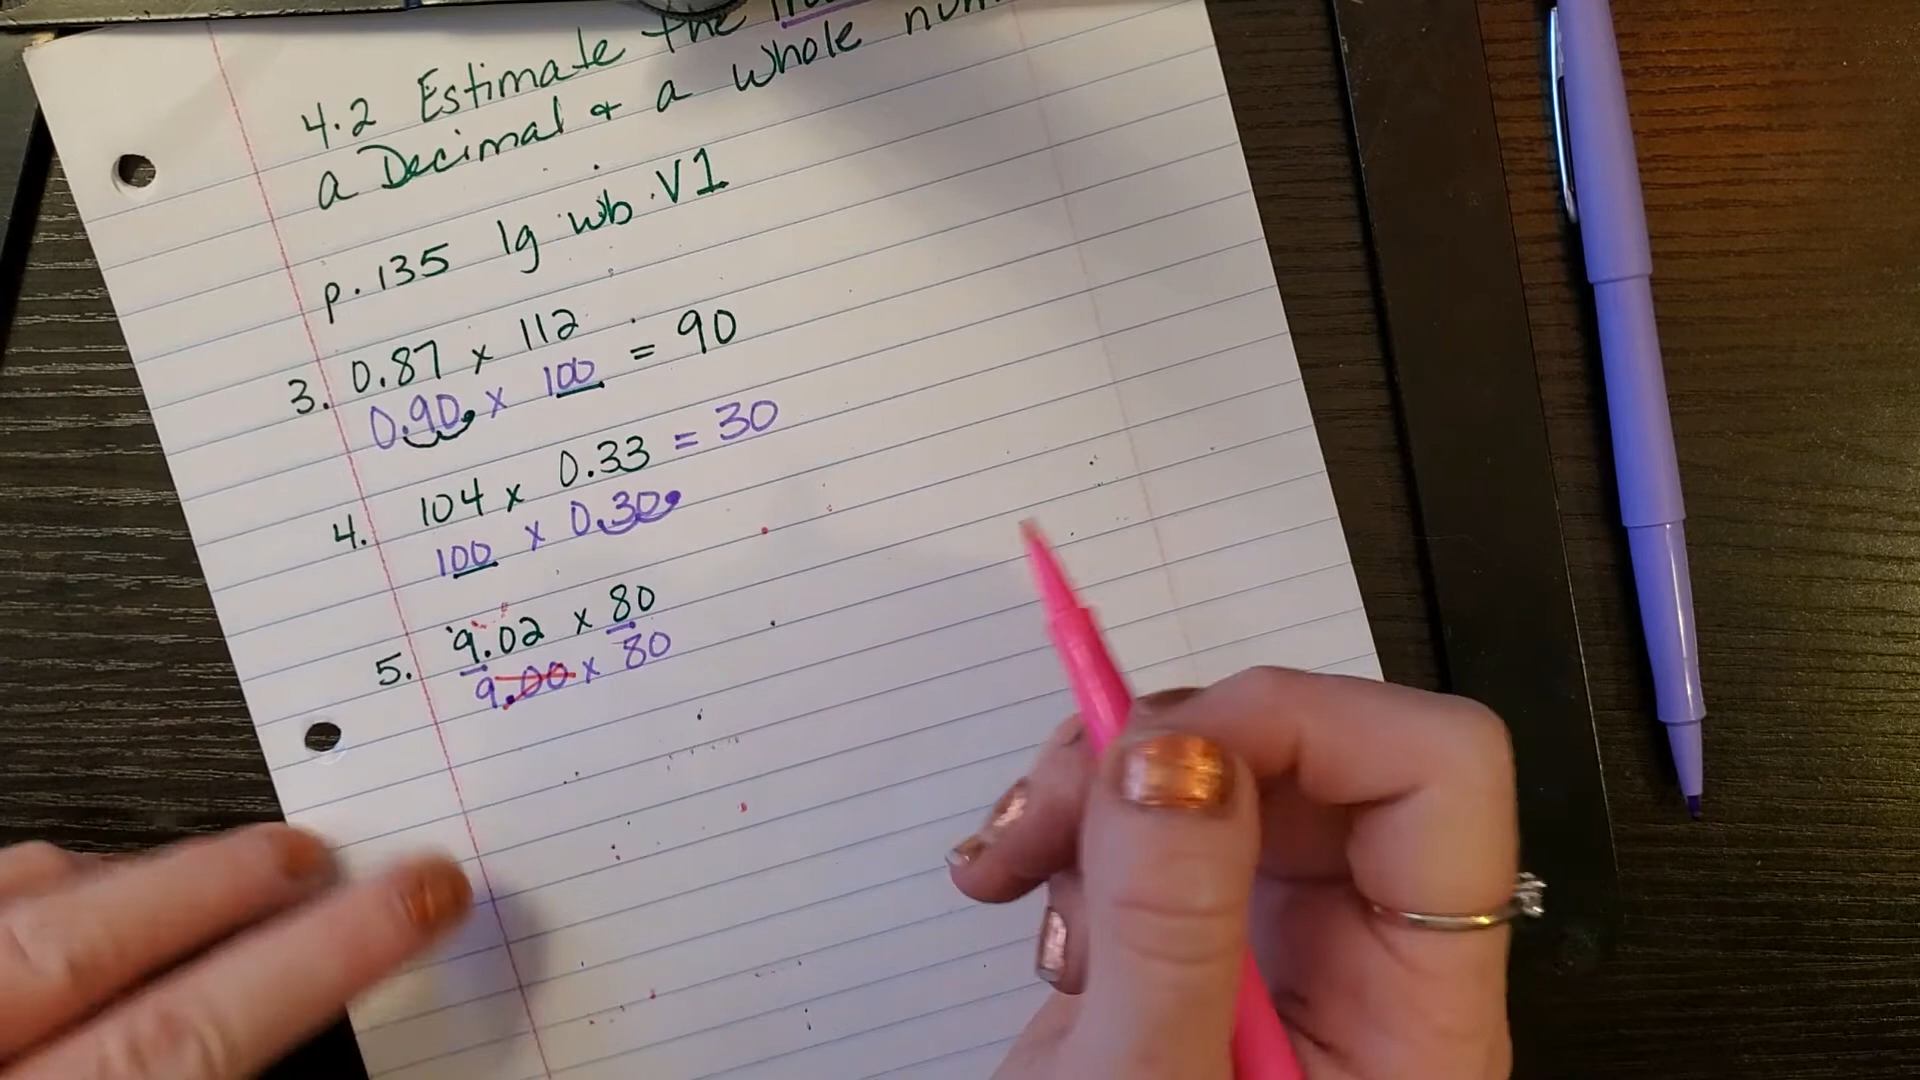 4.2 Estimate the
a Decimal + a whole
p. 135 lg wb. V1
3. 0.87 x 112 = 90
0.90 x 100
4. 104 x 0.33 = 30
100 x 0.30
5. 9.02 x 80
9.00 x 80